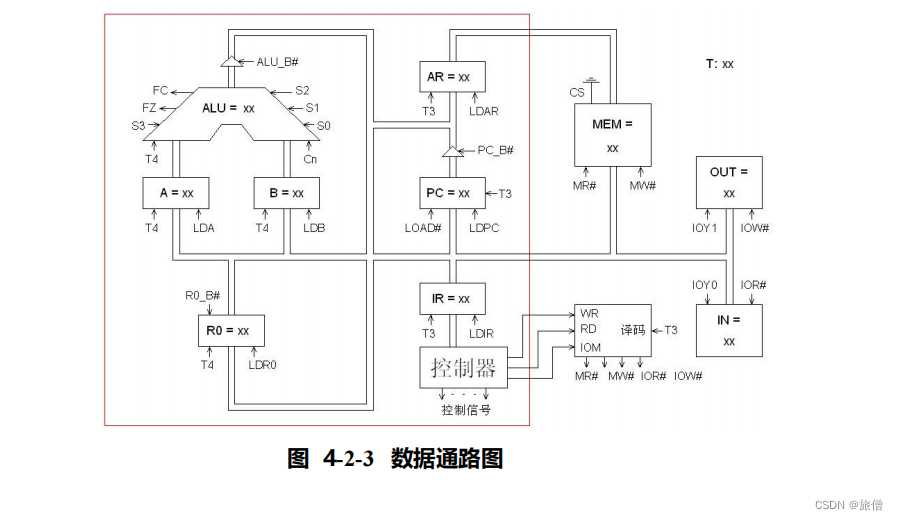 ALU_B#
FC
S2
FZ
ALU = xx
S1
S3
S0
T4
Cn
A = xx
B = xx
T4
LDA
T4
LDB
R0_B#
R0 = xx
T4
LDR0
AR = xx
T3
LDAR
PC_B#
PC = xx
T3
LOAD#
LDPC
IR = xx
T3
LDIR
控制器
- - -
控制信号
CS
MEM =
xx
MR#
MW#
T: xx
OUT =
xx
IOY1
IOW#
IOY0
IOR#
IN =
xx
WR
RD
译码
T3
IOM
MR# MW# IOR# IOW#
图 4-2-3 数据通路图
CSDN @旅僧